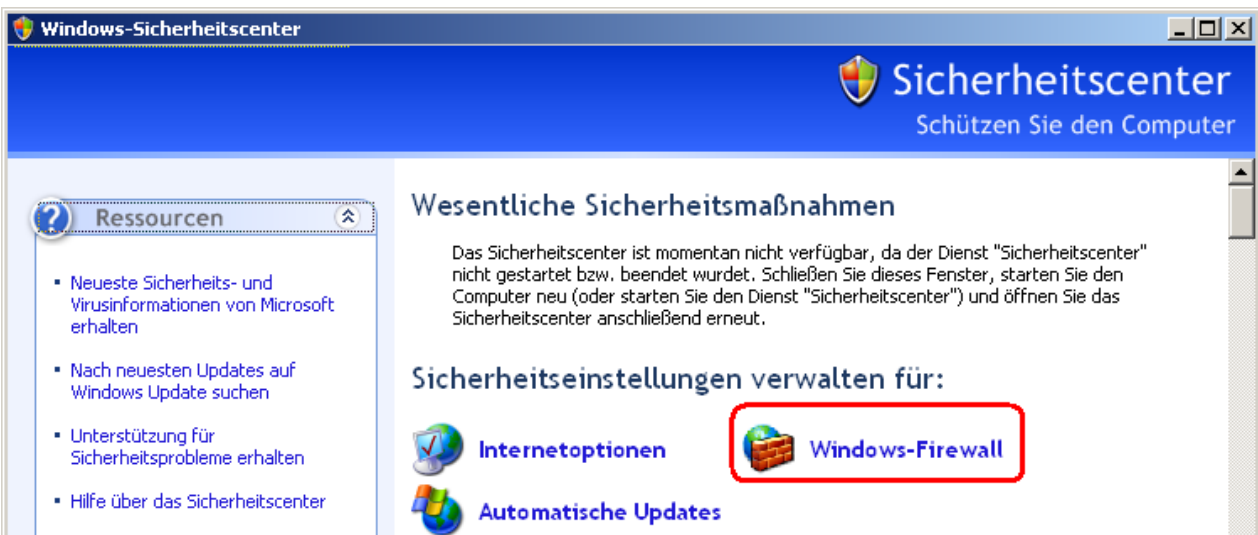 Windows-Sicherheitscenter
Sicherheitscenter
Schützen Sie den Computer
Ressourcen
Neueste Sicherheits- und
Virusinformationen von Microsoft
erhalten
Nach neuesten Updates auf
Windows Update suchen
Unterstützung für
Sicherheitsprobleme erhalten
Hilfe über das Sicherheitscenter
Wesentliche Sicherheitsmaßnahmen
Das Sicherheitscenter ist momentan nicht verfügbar, da der Dienst "Sicherheitscenter"
nicht gestartet bzw. beendet wurdet. Schließen Sie dieses Fenster, starten Sie den
Computer neu (oder starten Sie den Dienst "Sicherheitscenter") und öffnen Sie das
Sicherheitscenter anschließend erneut.
Sicherheitseinstellungen verwalten für:
Internetoptionen
Windows-Firewall
Automatische Updates